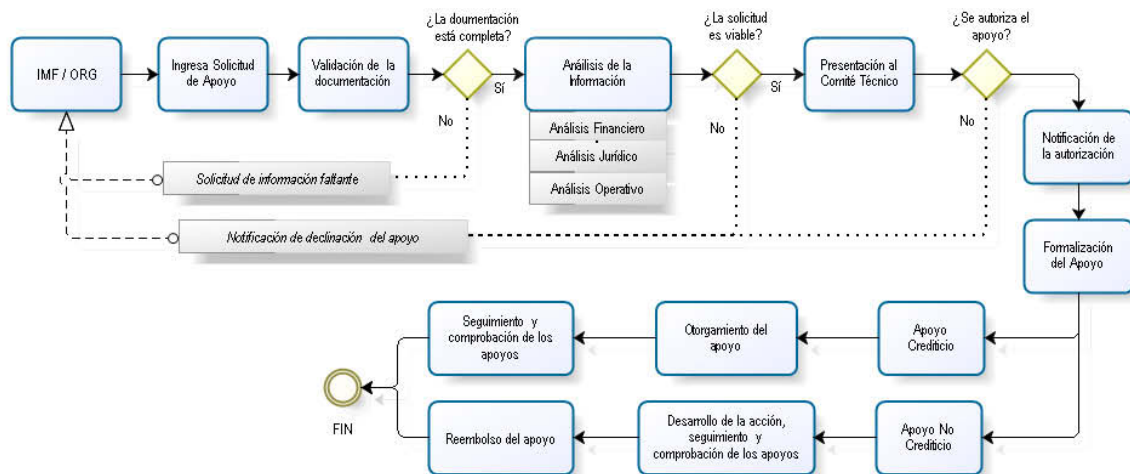 ¿La doumentación
está completa?
¿La solicitud
es viable?
¿Se autoriza el
apoyo?
IMF / ORG
Ingresa Solicitud
de Apoyo
Validación de la
documentación
Sí
No
Análisis de la
Información
Análisis Financiero
Análisis Jurídico
Análisis Operativo
Sí
No
Presentación al
Comité Técnico
No
Notificación de
la autorización
Solicitud de información faltante
Notificación de declinación del apoyo
Formalización
del Apoyo
Seguimiento y
comprobación de los
apoyos
Otorgamiento del
apoyo
Apoyo
Crediticio
FIN
Reembolso del apoyo
Desarrollo de la acción,
seguimiento y
comprobación de los apoyos
Apoyo No
Crediticio